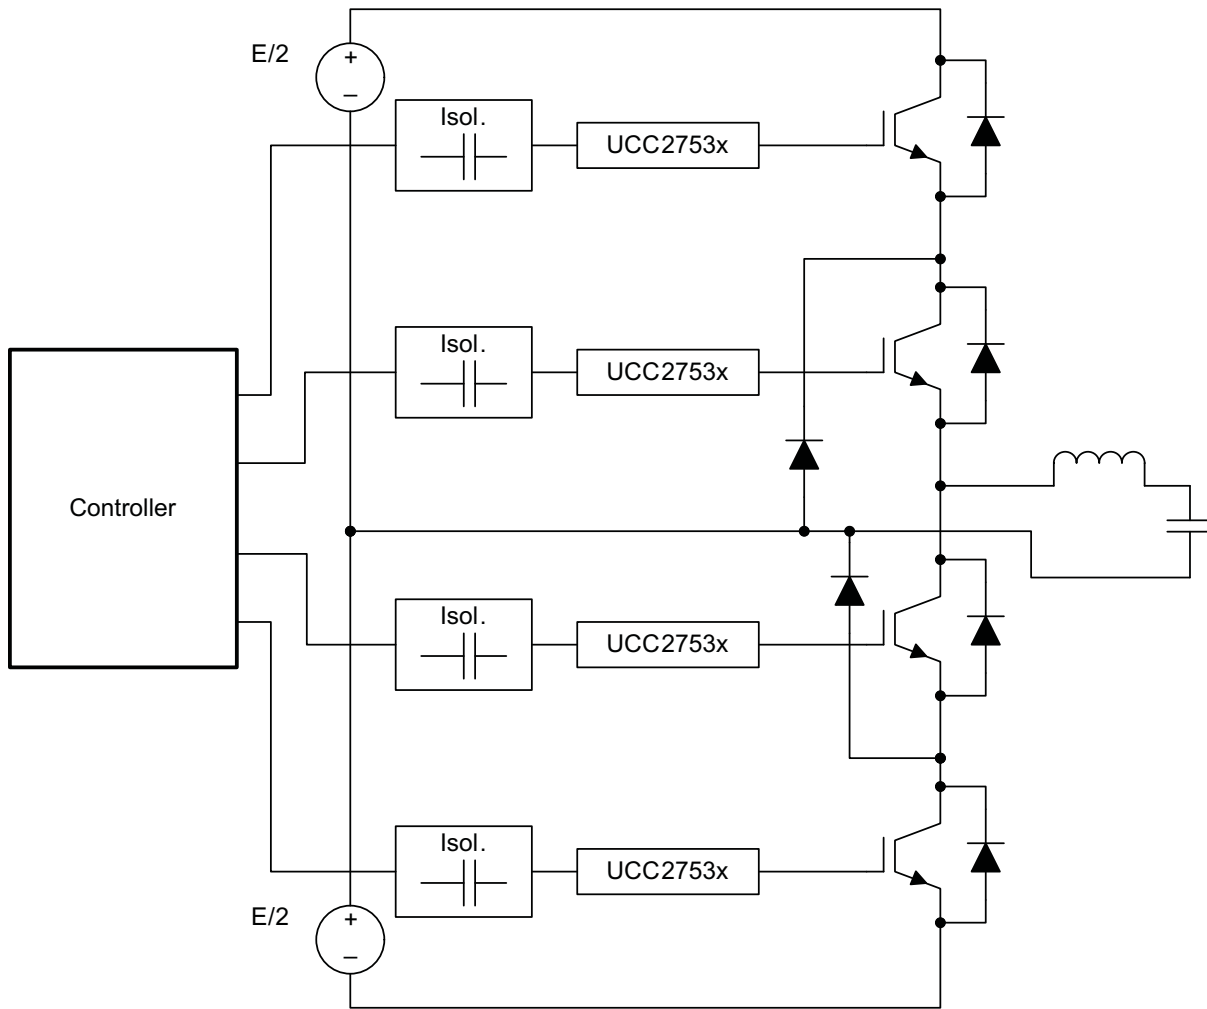 E/2
+
−
Isol.
UCC2753x
Isol.
UCC2753x
Controller
Isol.
UCC2753x
Isol.
UCC2753x
E/2
+
−